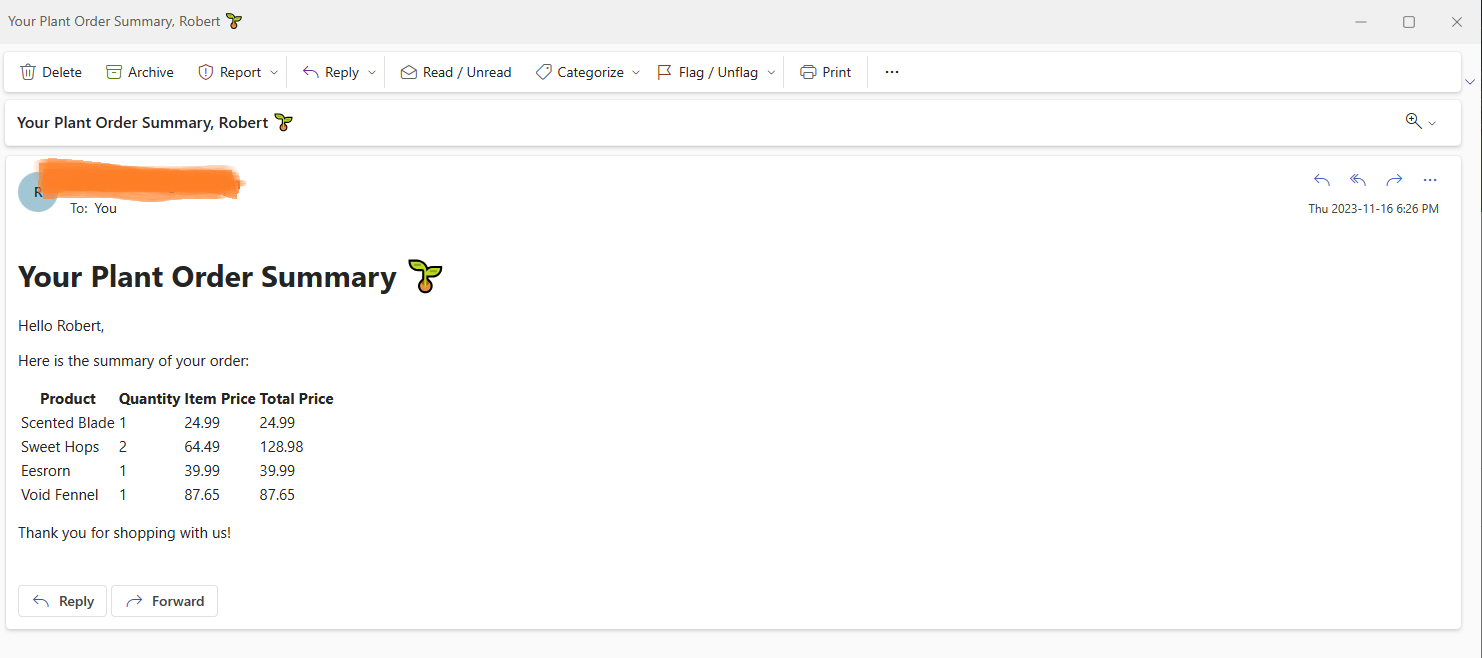 Your Plant Order Summary, Robert 🌱
Delete Archive Report Reply Read / Unread Categorize Flag / Unflag Print ...
Your Plant Order Summary, Robert 🌱
R
To: You
Thu 2023-11-16 6:26 PM
Your Plant Order Summary 🌱
Hello Robert,
Here is the summary of your order:
Product Quantity Item Price Total Price
Scented Blade 1 24.99 24.99
Sweet Hops 2 64.49 128.98
Eesrorn 1 39.99 39.99
Void Fennel 1 87.65 87.65
Thank you for shopping with us!
Reply Forward